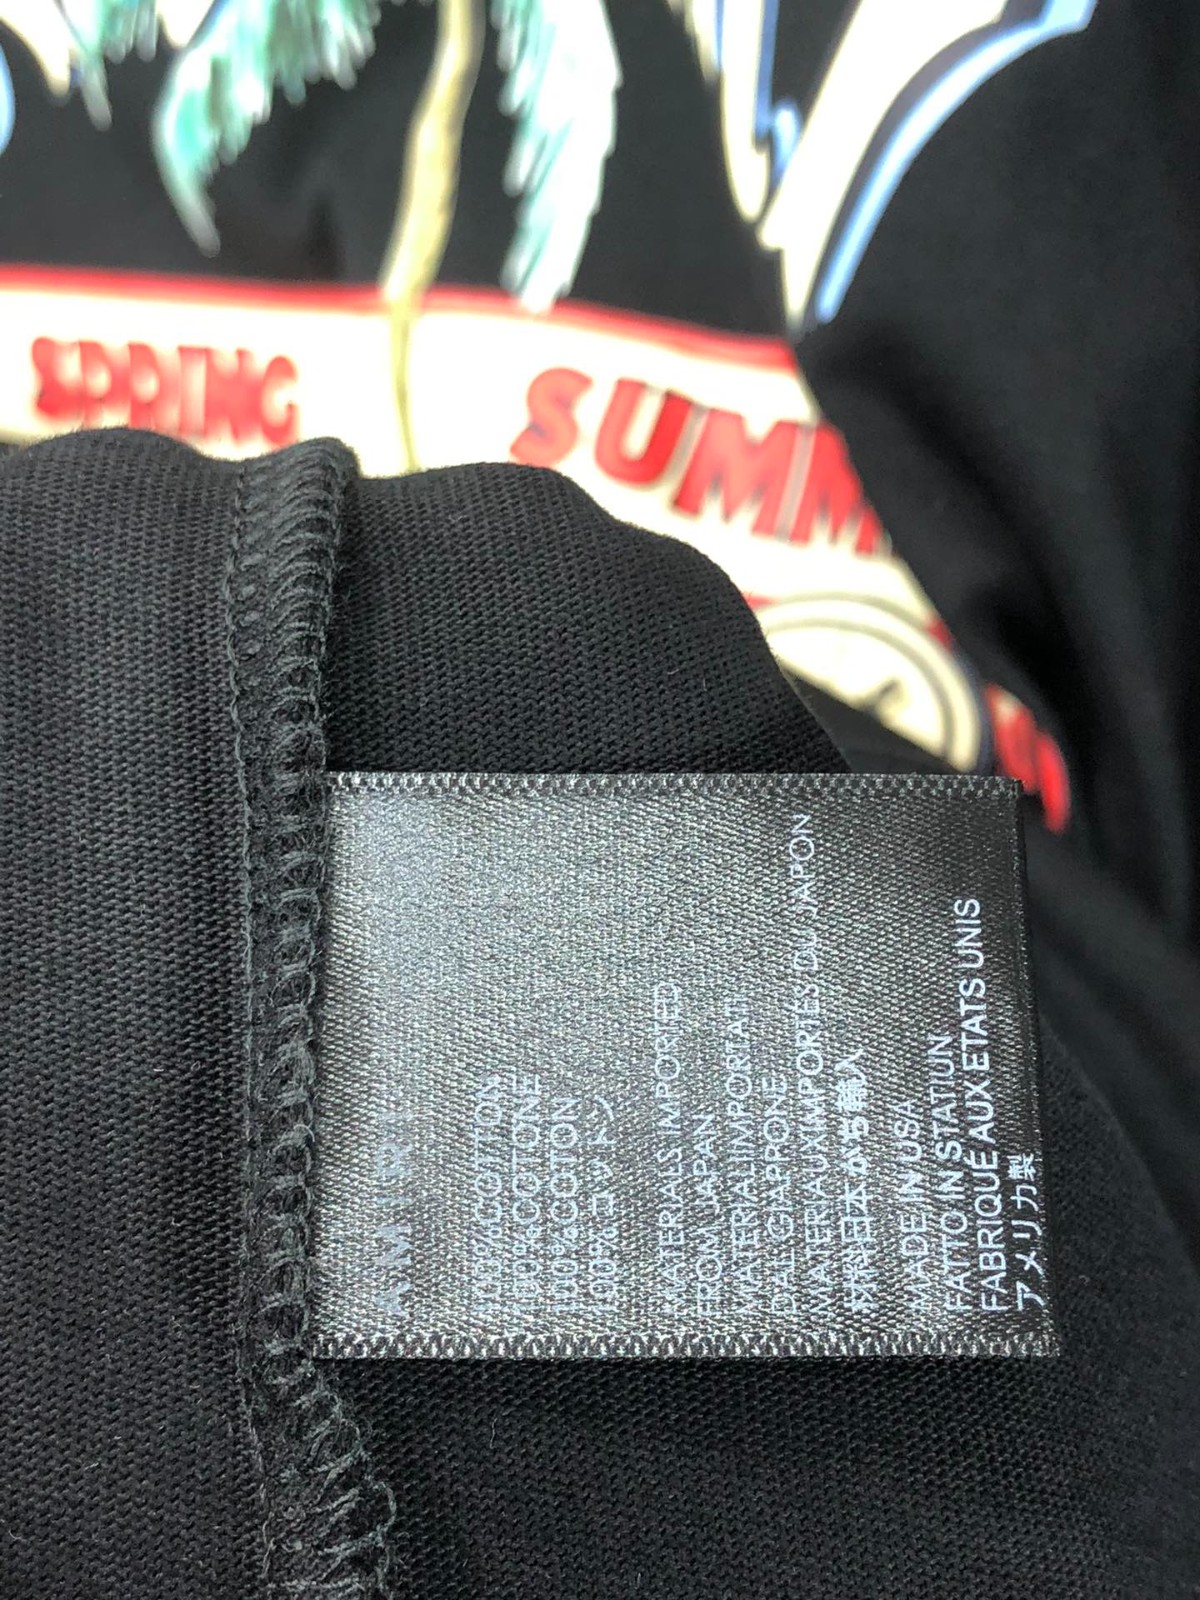 SPRING
SUMM
AMIRI
100% COTTON
100% COTONE
100% COTON
100% コットン
MATERIALS IMPORTED
FROM JAPAN
MATERIALI IMPORTATI
DAL GIAPPONE
MATERIAUX IMPORTES DU JAPON
材料日本から輸入
MADE IN USA
FATTO IN STATI UN
FABRIQUÉ AUX ETATS UNIS
アメリカ製